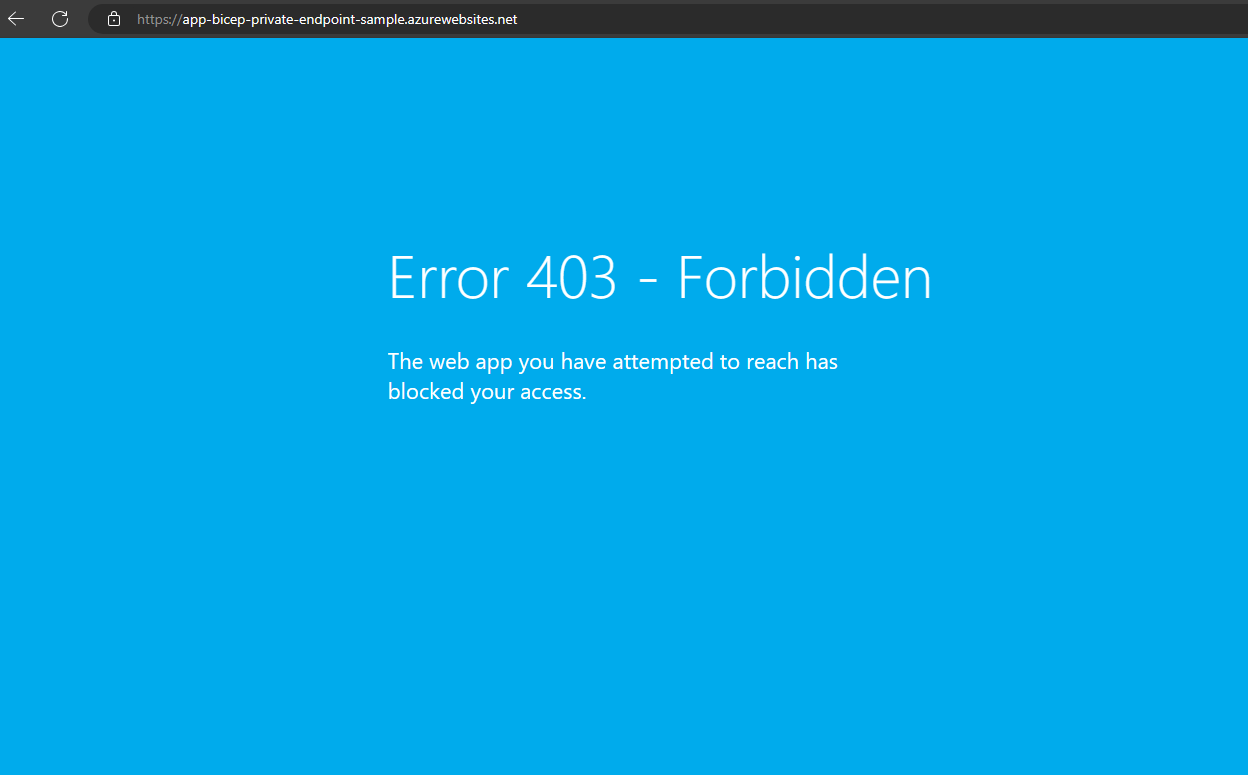 https://app-bicep-private-endpoint-sample.azurewebsites.net
Error 403 - Forbidden
The web app you have attempted to reach has
blocked your access.